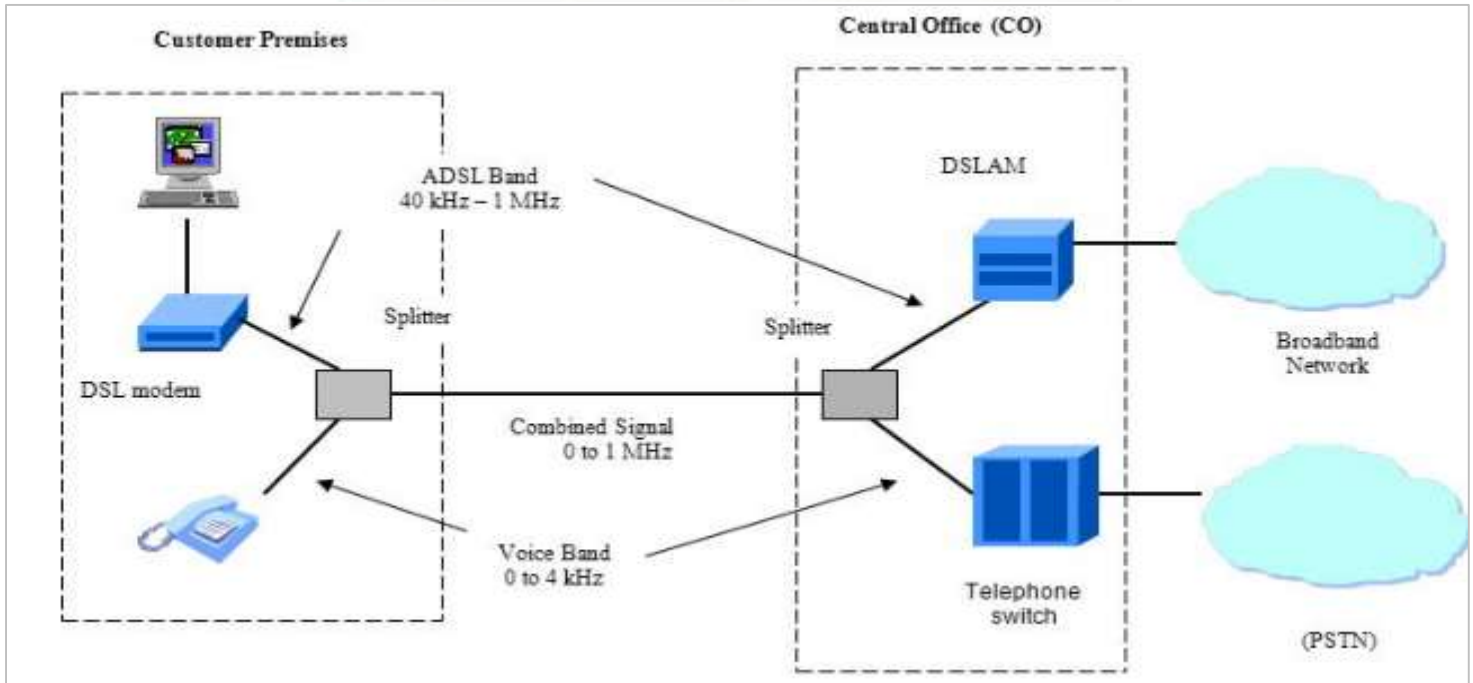 Customer Premises
Central Office (CO)
ADSL Band
40 kHz – 1 MHz
DSLAM
Splitter
Splitter
DSL modem
Broadband
Network
Combined Signal
0 to 1 MHz
Voice Band
0 to 4 kHz
Telephone
switch
(PSTN)